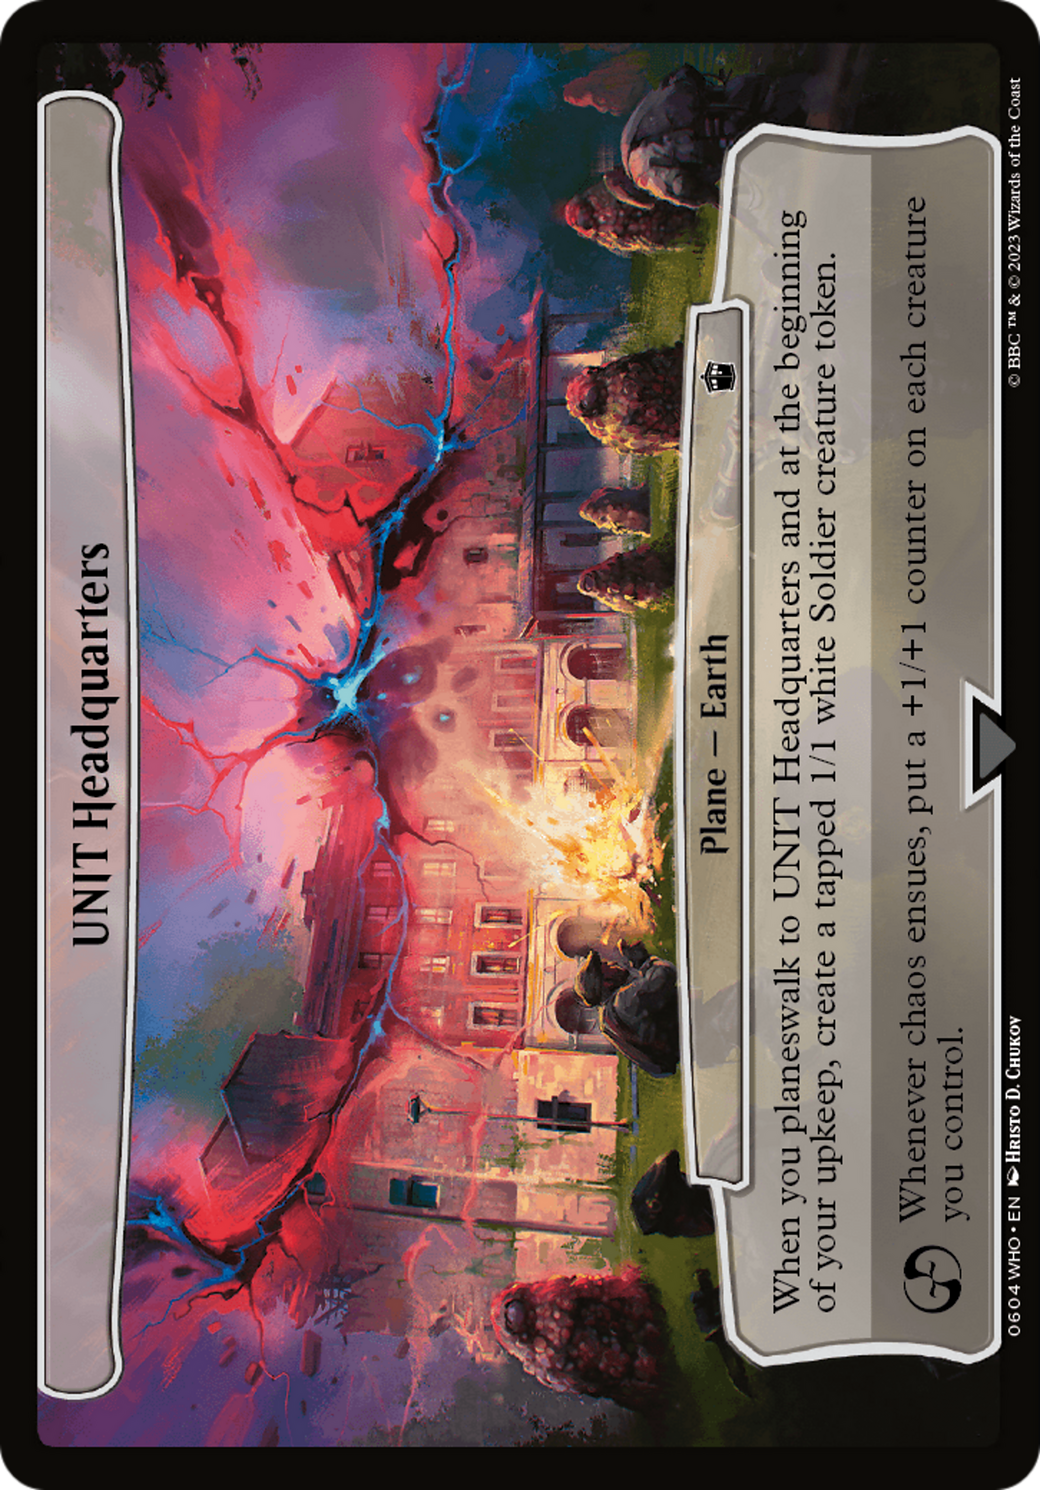 UNIT Headquarters
Plane — Earth
When you planeswalk to UNIT Headquarters and at the beginning
of your upkeep, create a tapped 1/1 white Soldier creature token.
Whenever chaos ensues, put a +1/+1 counter on each creature
you control.
0604 WHO • EN HRISTO D. CHUKOV
© BBC ™ & © 2023 Wizards of the Coast